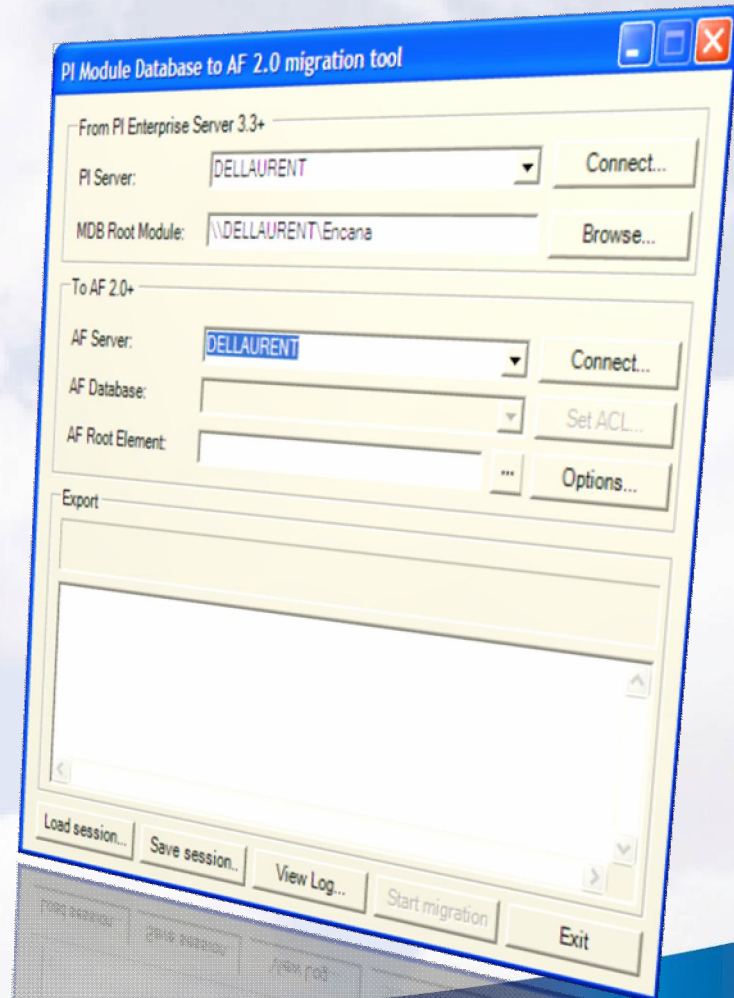 PI Module Database to AF 2.0 migration tool
From PI Enterprise Server 3.3+
PI Server: DELLAURENT Connect...
MDB Root Module: \\DELLAURENT\Encana Browse...
To AF 2.0+
AF Server: DELLAURENT Connect...
AF Database: Set ACL...
AF Root Element: ... Options...
Export
Load session... Save session.. View Log... Start migration Exit